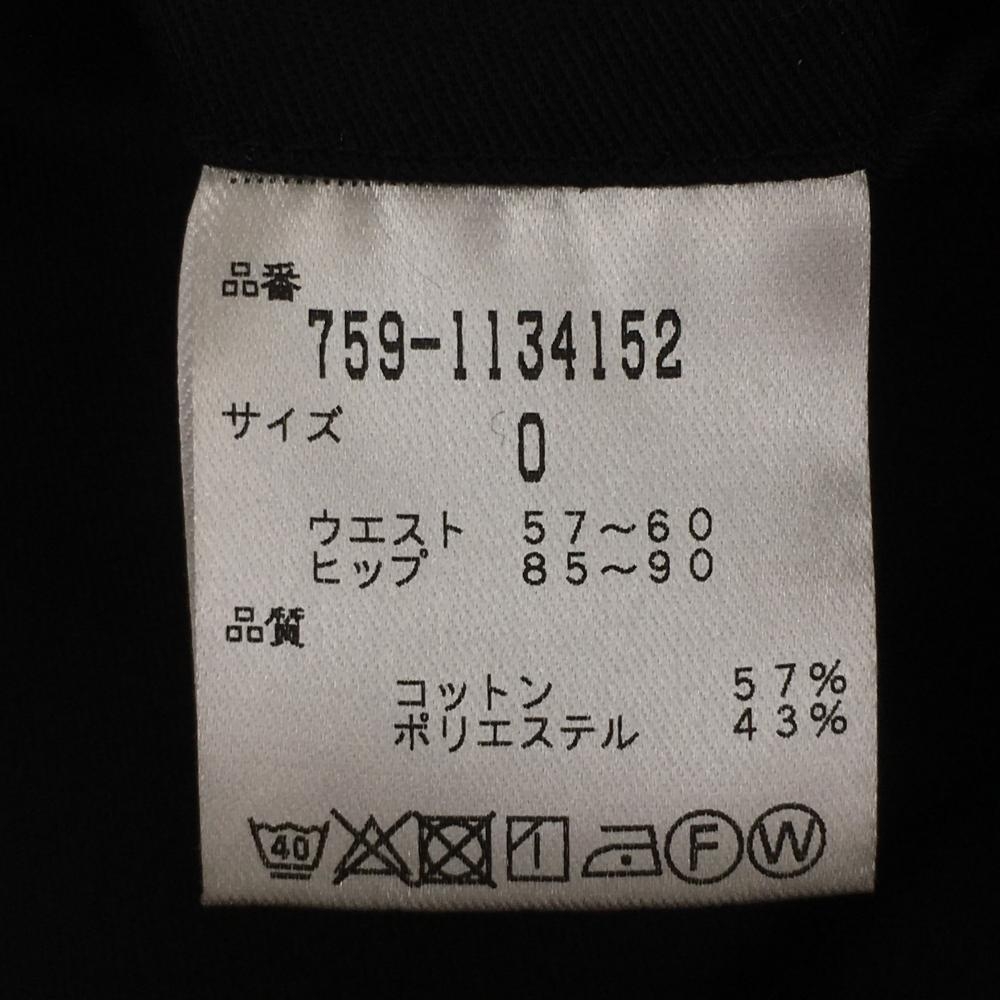 品番
759-1134152
サイズ 0
ウエスト 57～60
ヒップ 85～90
品質
コットン 57%
ポリエステル 43%
40 F W